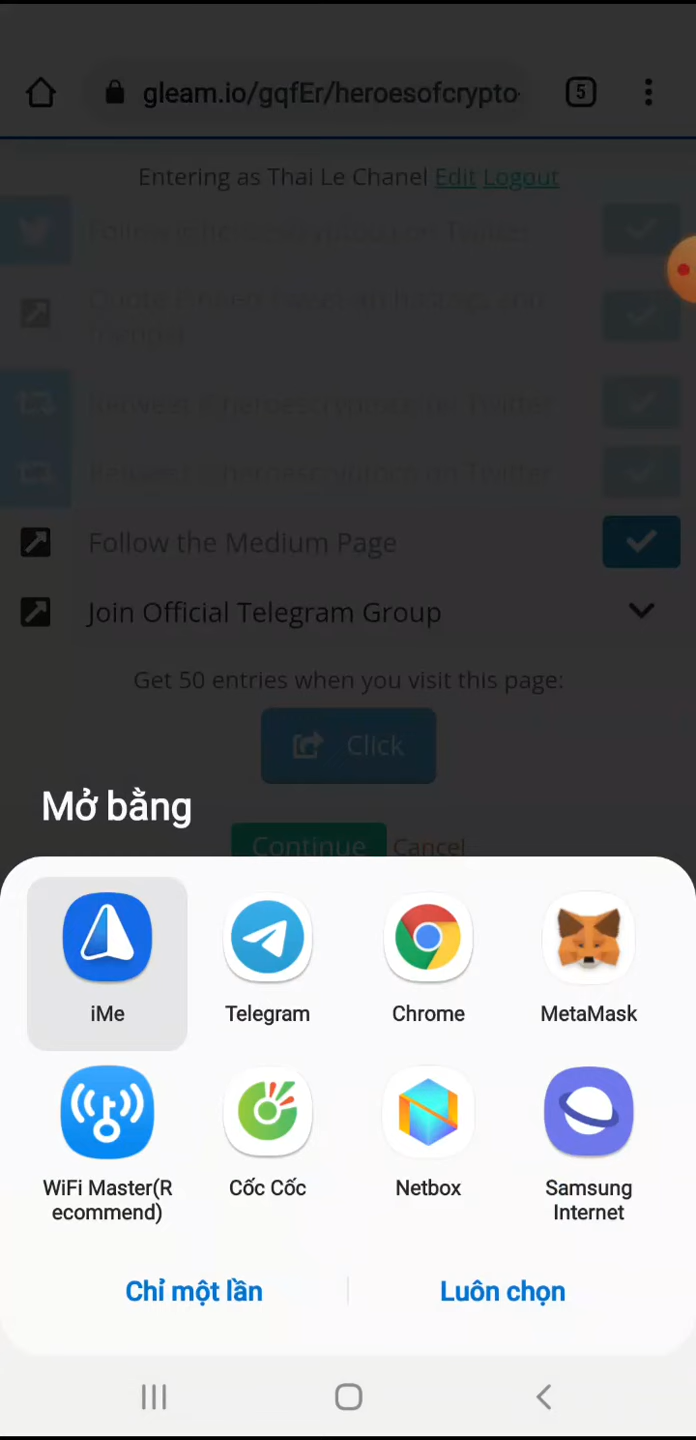 gleam.io/gqfEr/heroesofcrypto
5
Entering as Thai Le Chanel Edit Logout
Follow the Medium Page
Join Official Telegram Group
Get 50 entries when you visit this page:
Click
Continue Cancel
Mở bằng
iMe
Telegram
Chrome
MetaMask
WiFi Master(R
ecommend)
Cốc Cốc
Netbox
Samsung
Internet
Chỉ một lần
Luôn chọn